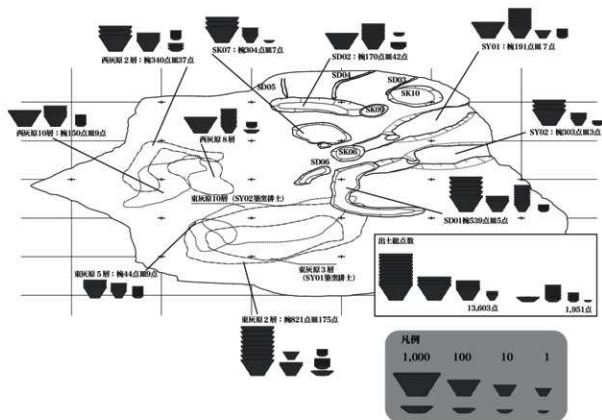 西灰原2層：椀340点皿37点
SK07：椀304点皿7点
SD02：椀170点皿42点
SY01：椀191点皿7点
SD05
SD04
SD03
SK10
SK09
西灰原10層：椀150点皿9点
西灰原8層
SY02：椀303点皿3点
SK06
SD06
東灰原10層（SY02築窯排土）
SD01椀539点皿5点
東灰原5層：椀44点皿9点
東灰原3層
（SY01築窯排土）
東灰原2層：椀821点皿175点
出土総点数
13,603点
1,951点
凡例
1,000
100
10
1